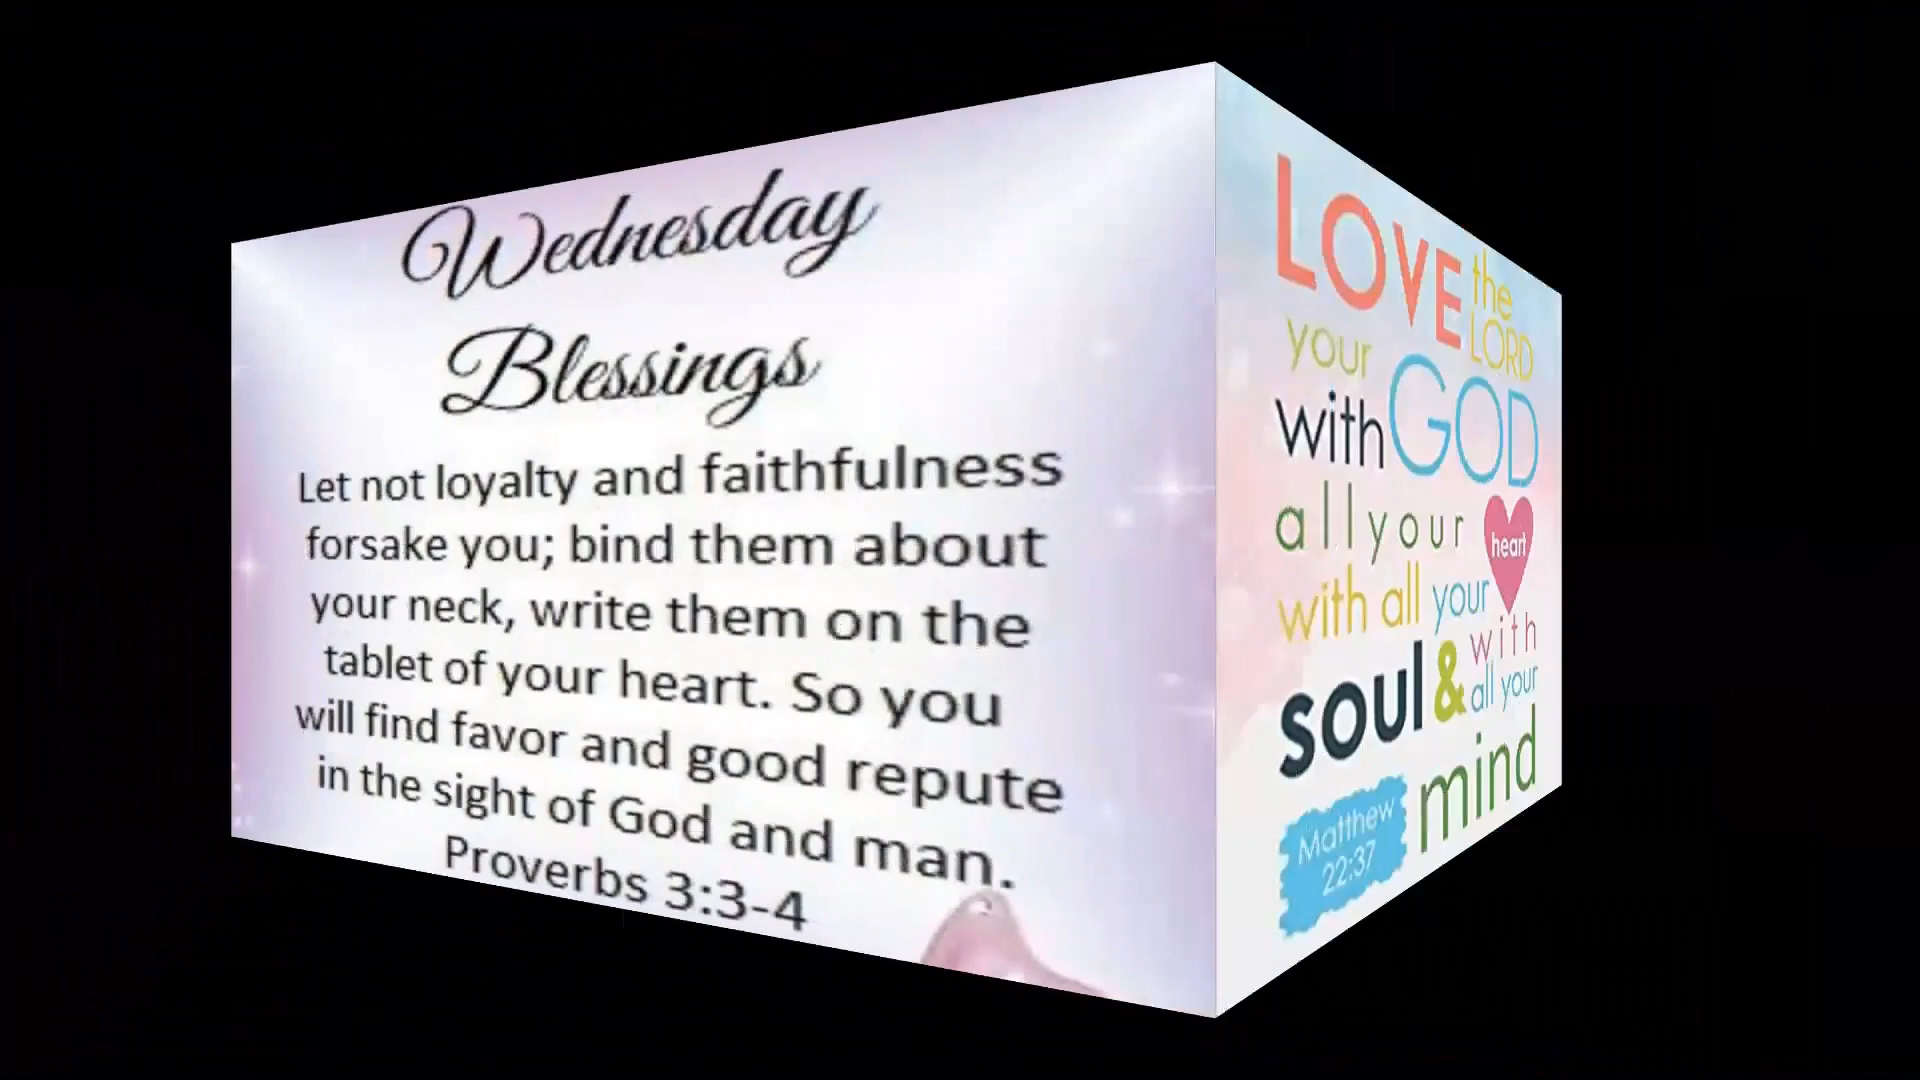 Wednesday
Blessings
Let not loyalty and faithfulness
forsake you; bind them about
your neck, write them on the
tablet of your heart. So you
will find favor and good repute
in the sight of God and man.
Proverbs 3:3-4
LOVE the
LORD
your GOD
with
all your heart
with all your
soul & with
all your
mind
Matthew
22:37